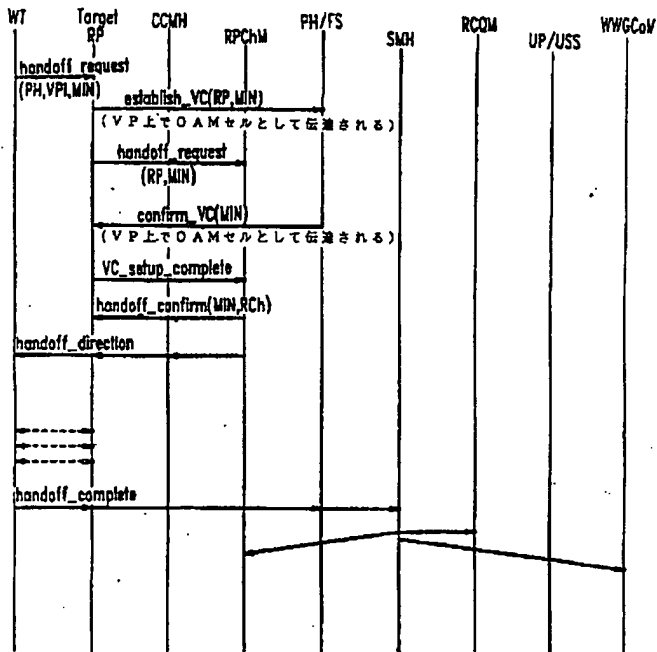 WT
Target
RP
CCMH
RPChM
PH/FS
SMH
RCQM
UP/USS
WWGCoM
handoff_request
(PH,VPI,MIN)
establish_VC(RP,MIN)
(VP上でOAMセルとして伝達される)
handoff_request
(RP,MIN)
confirm_VC(MIN)
(VP上でOAMセルとして伝達される)
VC_setup_complete
handoff_confirm(MIN,RCh)
handoff_direction
handoff_complete